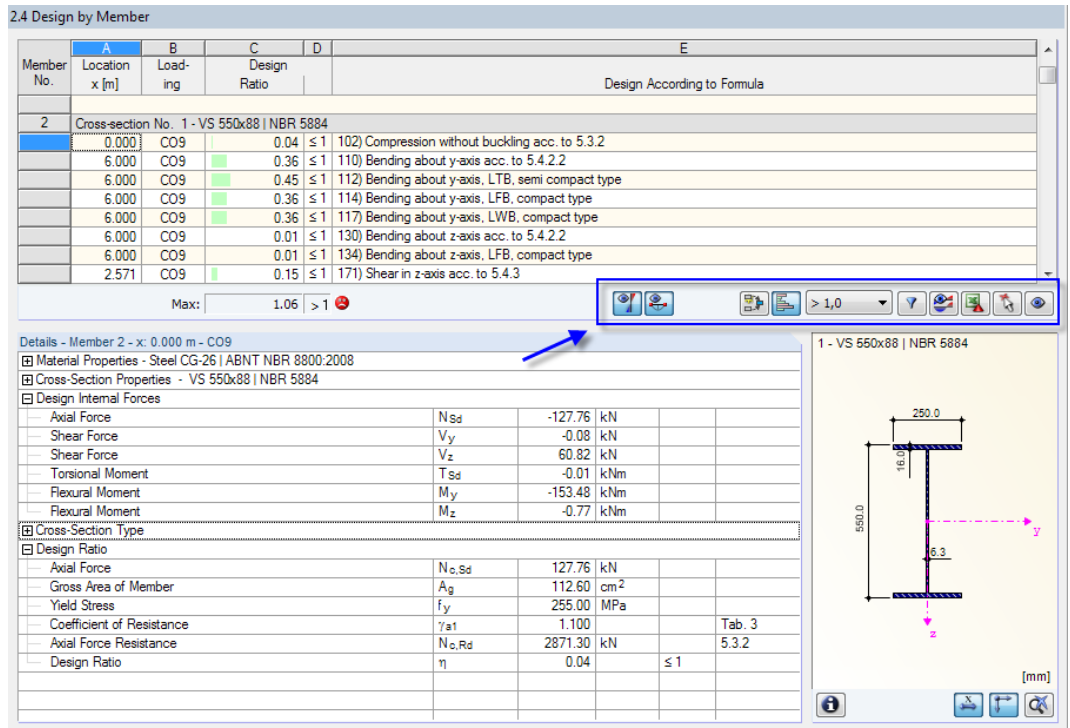 2.4 Design by Member
A B C D E
Member No. Location x [m] Load- ing Design Ratio Design According to Formula
2 Cross-section No. 1 - VS 550x88 | NBR 5884
0.000 CO9 0.04 ≤ 1 102) Compression without buckling acc. to 5.3.2
6.000 CO9 0.36 ≤ 1 110) Bending about y-axis acc. to 5.4.2.2
6.000 CO9 0.45 ≤ 1 112) Bending about y-axis, LTB, semi compact type
6.000 CO9 0.36 ≤ 1 114) Bending about y-axis, LFB, compact type
6.000 CO9 0.36 ≤ 1 117) Bending about y-axis, LWB, compact type
6.000 CO9 0.01 ≤ 1 130) Bending about z-axis acc. to 5.4.2.2
6.000 CO9 0.01 ≤ 1 134) Bending about z-axis, LFB, compact type
2.571 CO9 0.15 ≤ 1 171) Shear in z-axis acc. to 5.4.3
Max: 1.06 > 1 > 1,0
Details - Member 2 - x: 0.000 m - CO9
Material Properties - Steel CG-26 | ABNT NBR 8800:2008
Cross-Section Properties - VS 550x88 | NBR 5884
Design Internal Forces
Axial Force NSd -127.76 kN
Shear Force Vy -0.08 kN
Shear Force Vz 60.82 kN
Torsional Moment TSd -0.01 kNm
Flexural Moment My -153.48 kNm
Flexural Moment Mz -0.77 kNm
Cross-Section Type
Design Ratio
Axial Force Nc,Sd 127.76 kN
Gross Area of Member Ag 112.60 cm2
Yield Stress fy 255.00 MPa
Coefficient of Resistance γa1 1.100 Tab. 3
Axial Force Resistance Nc,Rd 2871.30 kN 5.3.2
Design Ratio η 0.04 ≤ 1
1 - VS 550x88 | NBR 5884
250.0
16.0
550.0
y
6.3
z
[mm]